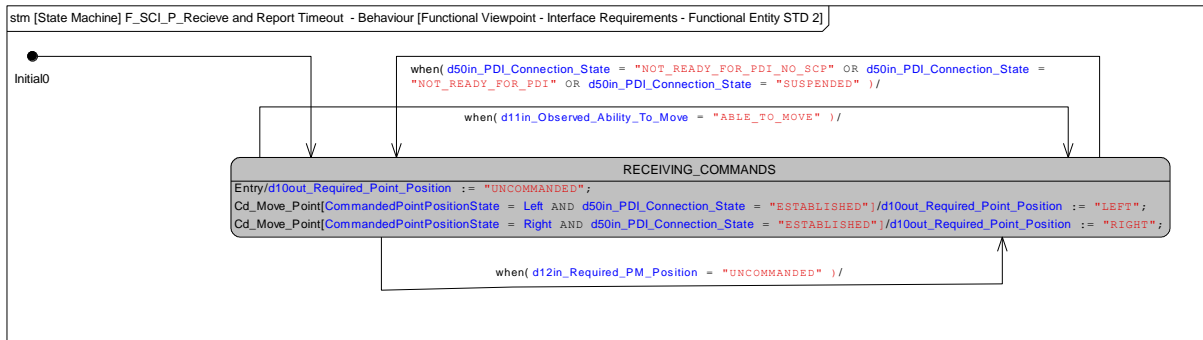 stm [State Machine] F_SCI_P_Recieve and Report Timeout - Behaviour [Functional Viewpoint - Interface Requirements - Functional Entity STD 2]
Initial0
when( d50in_PDI_Connection_State = "NOT_READY_FOR_PDI_NO_SCP" OR d50in_PDI_Connection_State =
"NOT_READY_FOR_PDI" OR d50in_PDI_Connection_State = "SUSPENDED" )/
when( d11in_Observed_Ability_To_Move = "ABLE_TO_MOVE" )/
RECEIVING_COMMANDS
Entry/d10out_Required_Point_Position := "UNCOMMANDED";
Cd_Move_Point[CommandedPointPositionState = Left AND d50in_PDI_Connection_State = "ESTABLISHED"]/d10out_Required_Point_Position := "LEFT";
Cd_Move_Point[CommandedPointPositionState = Right AND d50in_PDI_Connection_State = "ESTABLISHED"]/d10out_Required_Point_Position := "RIGHT";
when( d12in_Required_PM_Position = "UNCOMMANDED" )/